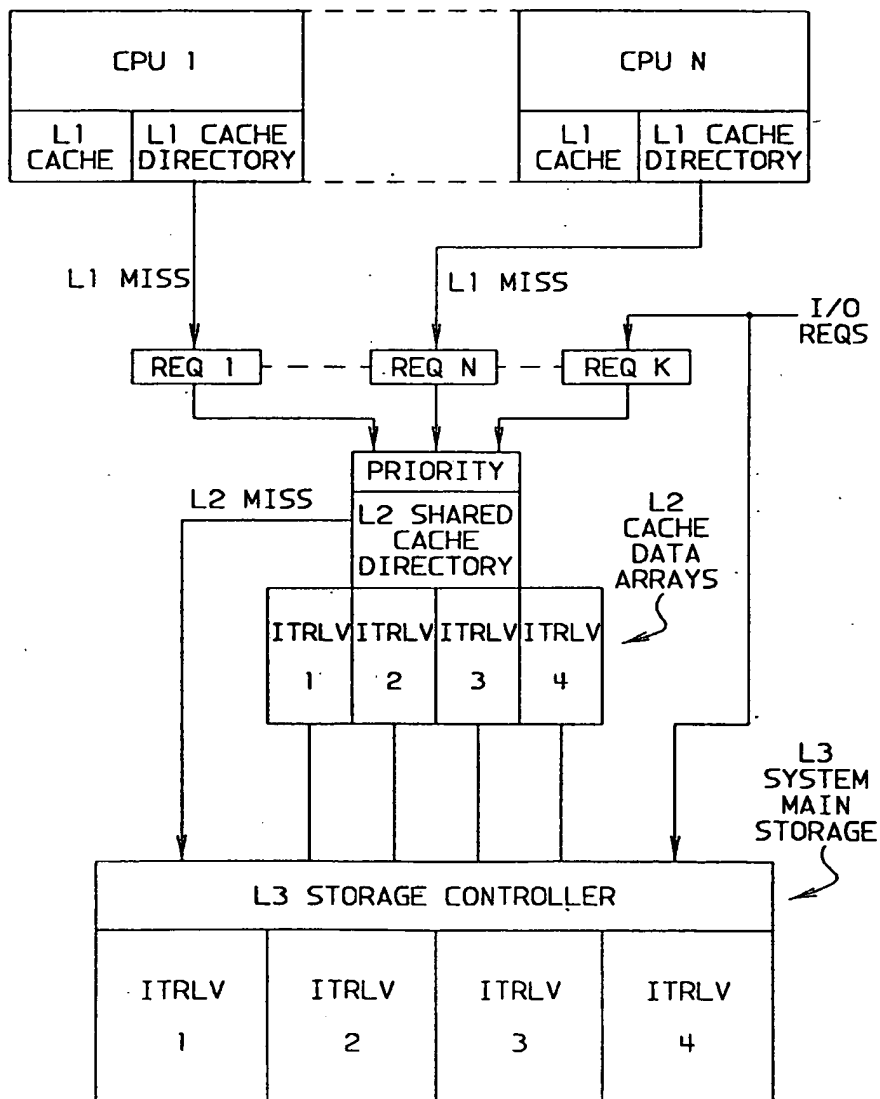 CPU 1
CPU N
L1
CACHE
L1 CACHE
DIRECTORY
L1
CACHE
L1 CACHE
DIRECTORY
L1 MISS
L1 MISS
I/O
REQS
REQ 1
REQ N
REQ K
PRIORITY
L2 MISS
L2 SHARED
CACHE
DIRECTORY
L2
CACHE
DATA
ARRAYS
ITRLV
1
ITRLV
2
ITRLV
3
ITRLV
4
L3
SYSTEM
MAIN
STORAGE
L3 STORAGE CONTROLLER
ITRLV
1
ITRLV
2
ITRLV
3
ITRLV
4